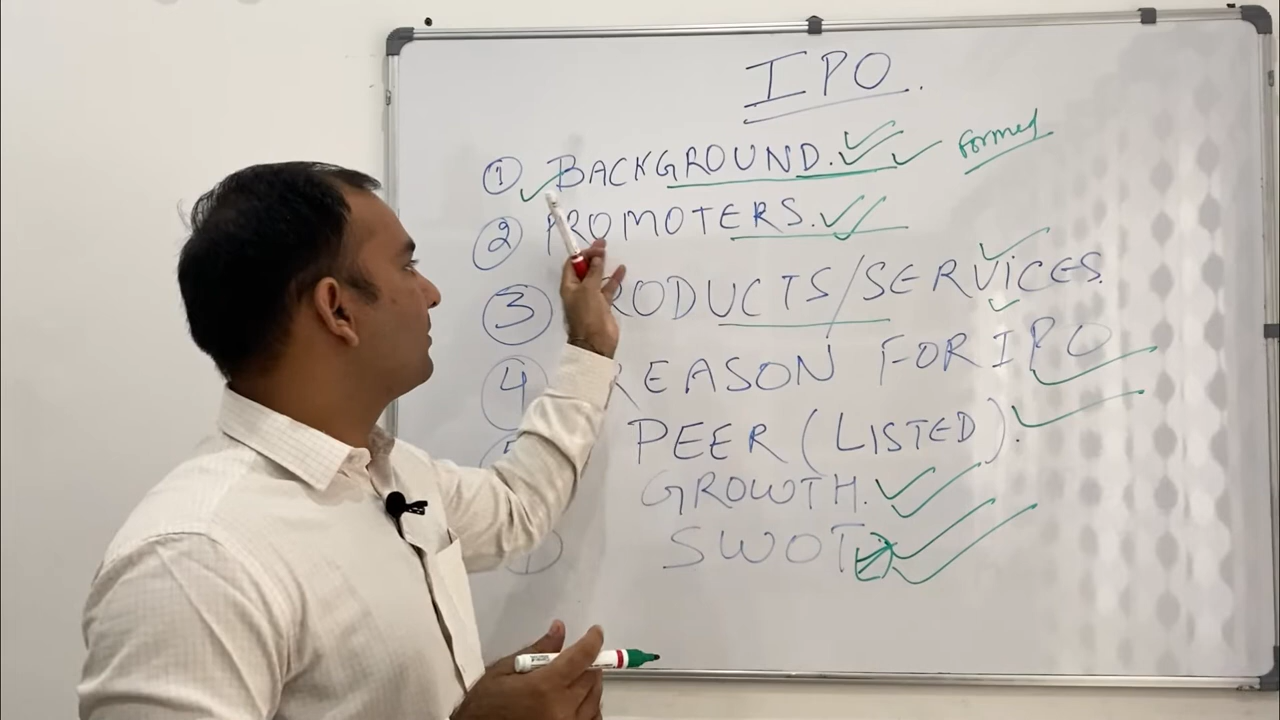 IPO.
① BACKGROUND. Formed
② PROMOTERS.
③ PRODUCTS/SERVICES.
④ REASON FOR IPO
PEER (LISTED).
GROWTH.
SWOT